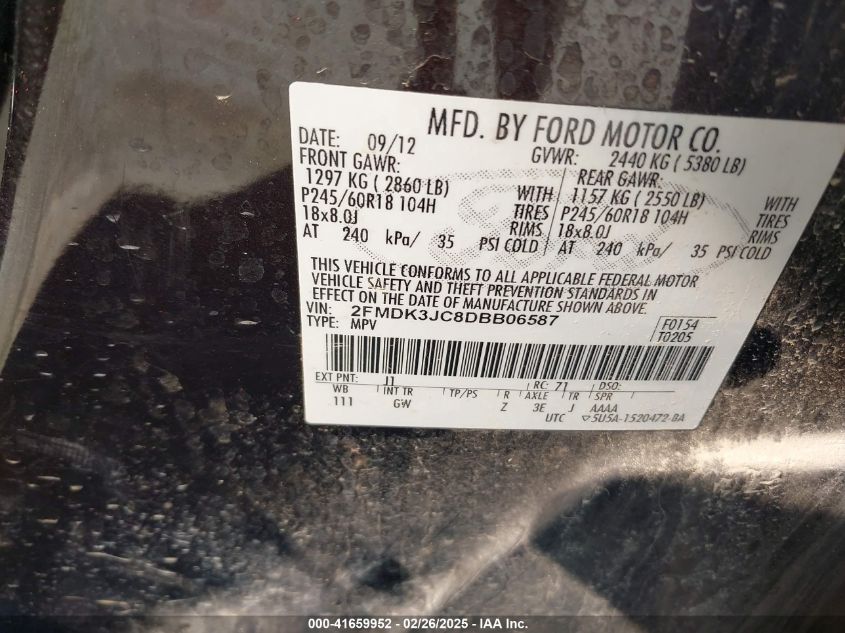 MFD. BY FORD MOTOR CO.
DATE: 09/12 GVWR: 2440 KG ( 5380 LB)
FRONT GAWR: REAR GAWR:
1297 KG ( 2860 LB) WITH 1157 KG ( 2550 LB) WITH
P245/60R18 104H TIRES P245/60R18 104H TIRES
18x8.0J RIMS 18x8.0J RIMS
AT 240 kPa/ 35 PSI COLD AT 240 kPa/ 35 PSI COLD
THIS VEHICLE CONFORMS TO ALL APPLICABLE FEDERAL MOTOR
VEHICLE SAFETY AND THEFT PREVENTION STANDARDS IN
EFFECT ON THE DATE OF MANUFACTURE SHOWN ABOVE.
VIN: 2FMDK3JC8DBB06587
TYPE: MPV
F0154
T0205
EXT PNT: J1 RC: 71 DSO:
WB INT TR TP/PS R AXLE TR SPR
111 GW Z 3E J AAAA
UTC 5U5A-1520472-BA
000-41659952 / 02/26/2025 - IAA Inc.